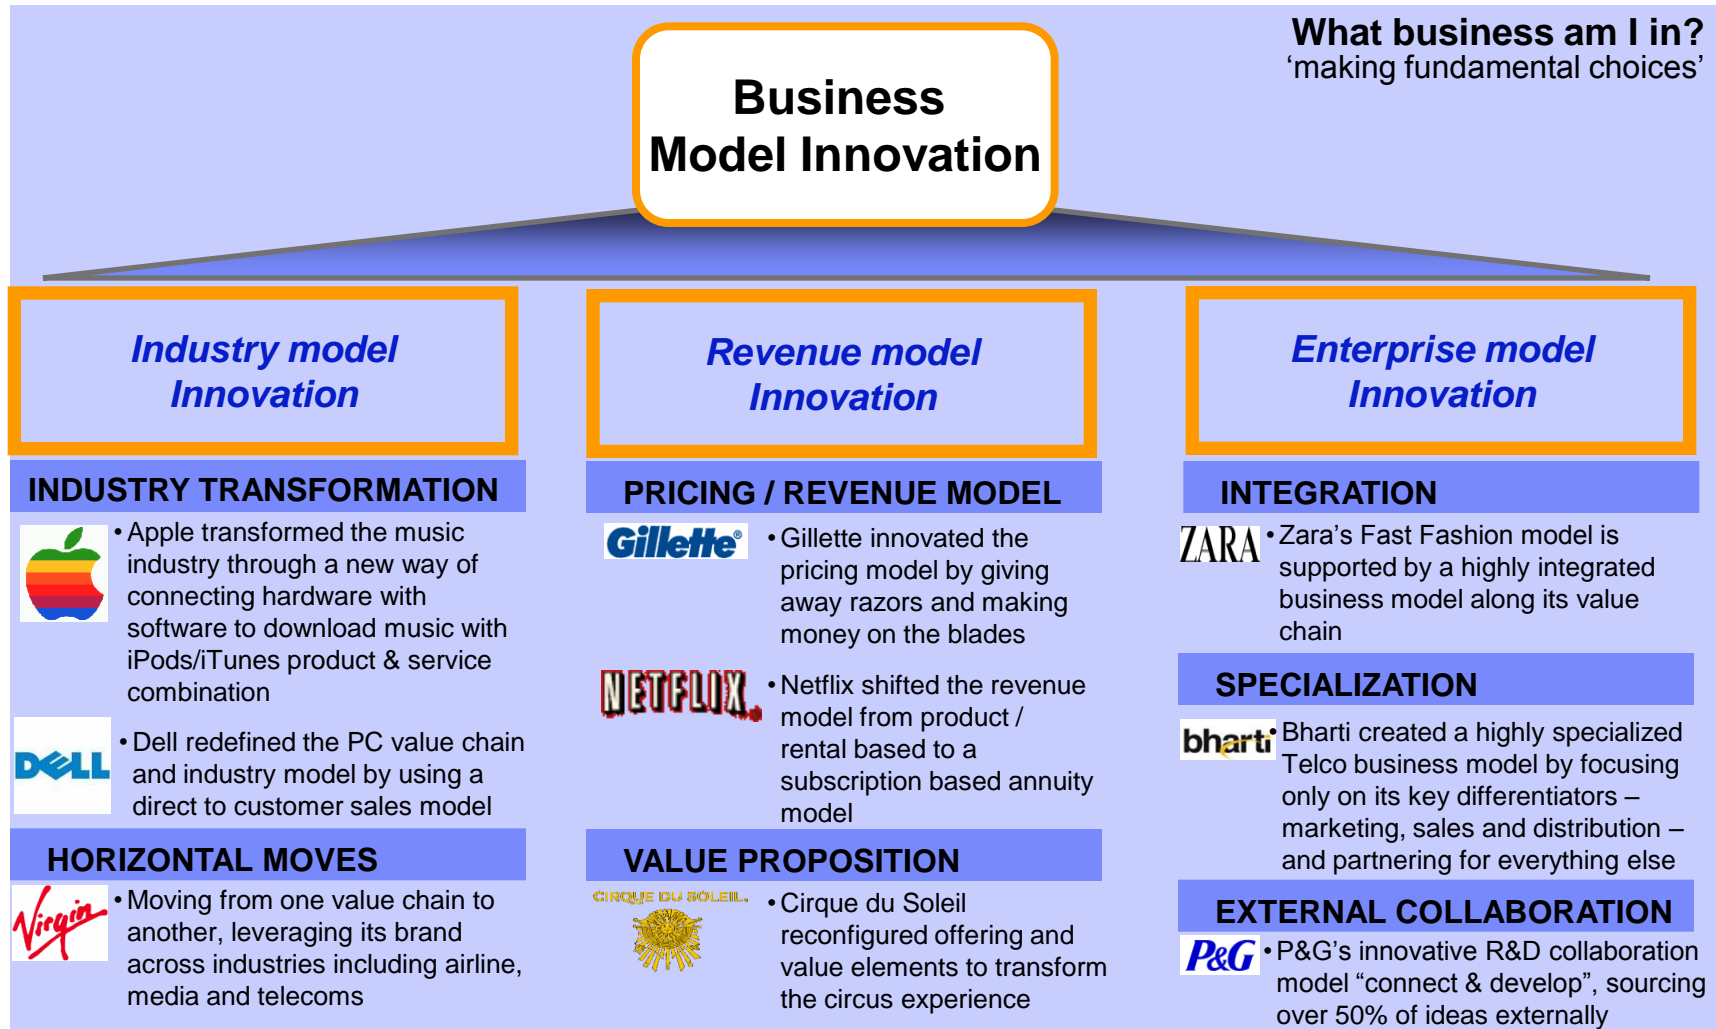 What business am I in?
‘making fundamental choices’
Business
Model Innovation
Industry model
Innovation
INDUSTRY TRANSFORMATION
• Apple transformed the music
industry through a new way of
connecting hardware with
software to download music with
iPods/iTunes product & service
combination
DELL
• Dell redefined the PC value chain
and industry model by using a
direct to customer sales model
HORIZONTAL MOVES
Virgin
• Moving from one value chain to
another, leveraging its brand
across industries including airline,
media and telecoms
Revenue model
Innovation
PRICING / REVENUE MODEL
Gillette®
• Gillette innovated the
pricing model by giving
away razors and making
money on the blades
NETFLIX.
• Netflix shifted the revenue
model from product /
rental based to a
subscription based annuity
model
VALUE PROPOSITION
CIRQUE DU SOLEIL.
• Cirque du Soleil
reconfigured offering and
value elements to transform
the circus experience
Enterprise model
Innovation
INTEGRATION
ZARA
• Zara’s Fast Fashion model is
supported by a highly integrated
business model along its value
chain
SPECIALIZATION
bharti
• Bharti created a highly specialized
Telco business model by focusing
only on its key differentiators –
marketing, sales and distribution –
and partnering for everything else
EXTERNAL COLLABORATION
P&G
• P&G’s innovative R&D collaboration
model “connect & develop”, sourcing
over 50% of ideas externally